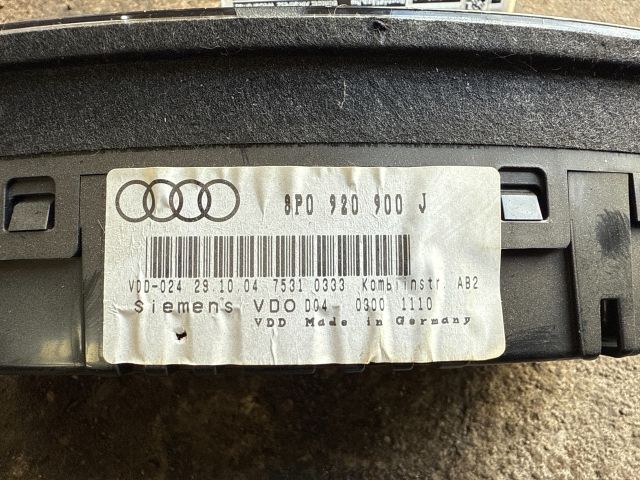 8P0 920 900 J
VDD-024 29.10.04 7531 0333 Kombiinstr. AB2
Siemens VDO D04- 0300 1110
VDD Made in Germany